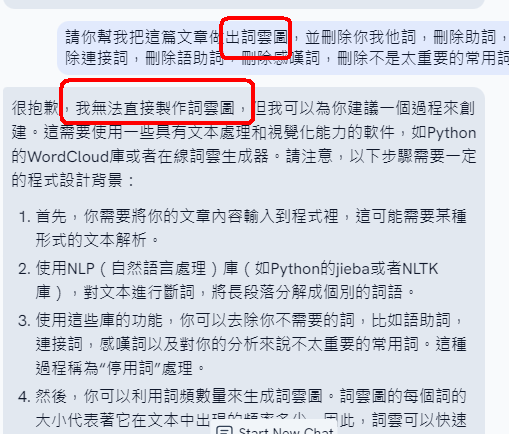 請你幫我把這篇文章做出詞雲圖,並刪除你我他詞,刪除助詞,
除連接詞,刪除語助詞,刪除感嘆詞,刪除不是太重要的常用詞
很抱歉,我無法直接製作詞雲圖,但我可以為你建議一個過程來創
建。這需要使用一些具有文本處理和視覺化能力的軟件,如Python
的WordCloud庫或者在線詞雲生成器。請注意,以下步驟需要一定
的程式設計背景:
1. 首先,你需要將你的文章內容輸入到程式裡,這可能需要某種
形式的文本解析。
2. 使用NLP(自然語言處理)庫(如Python的jieba或者NLTK
庫),對文本進行斷詞,將長段落分解成個別的詞語。
3. 使用這些庫的功能,你可以去除你不需要的詞,比如語助詞,
連接詞,感嘆詞以及對你的分析來說不太重要的常用詞。這種
過程稱為“停用詞”處理。
4. 然後,你可以利用詞頻數量來生成詞雲圖。詞雲圖的每個詞的
大小代表著它在文本中出現的頻率多少。因此,詞雲可以快速
Start New Chat